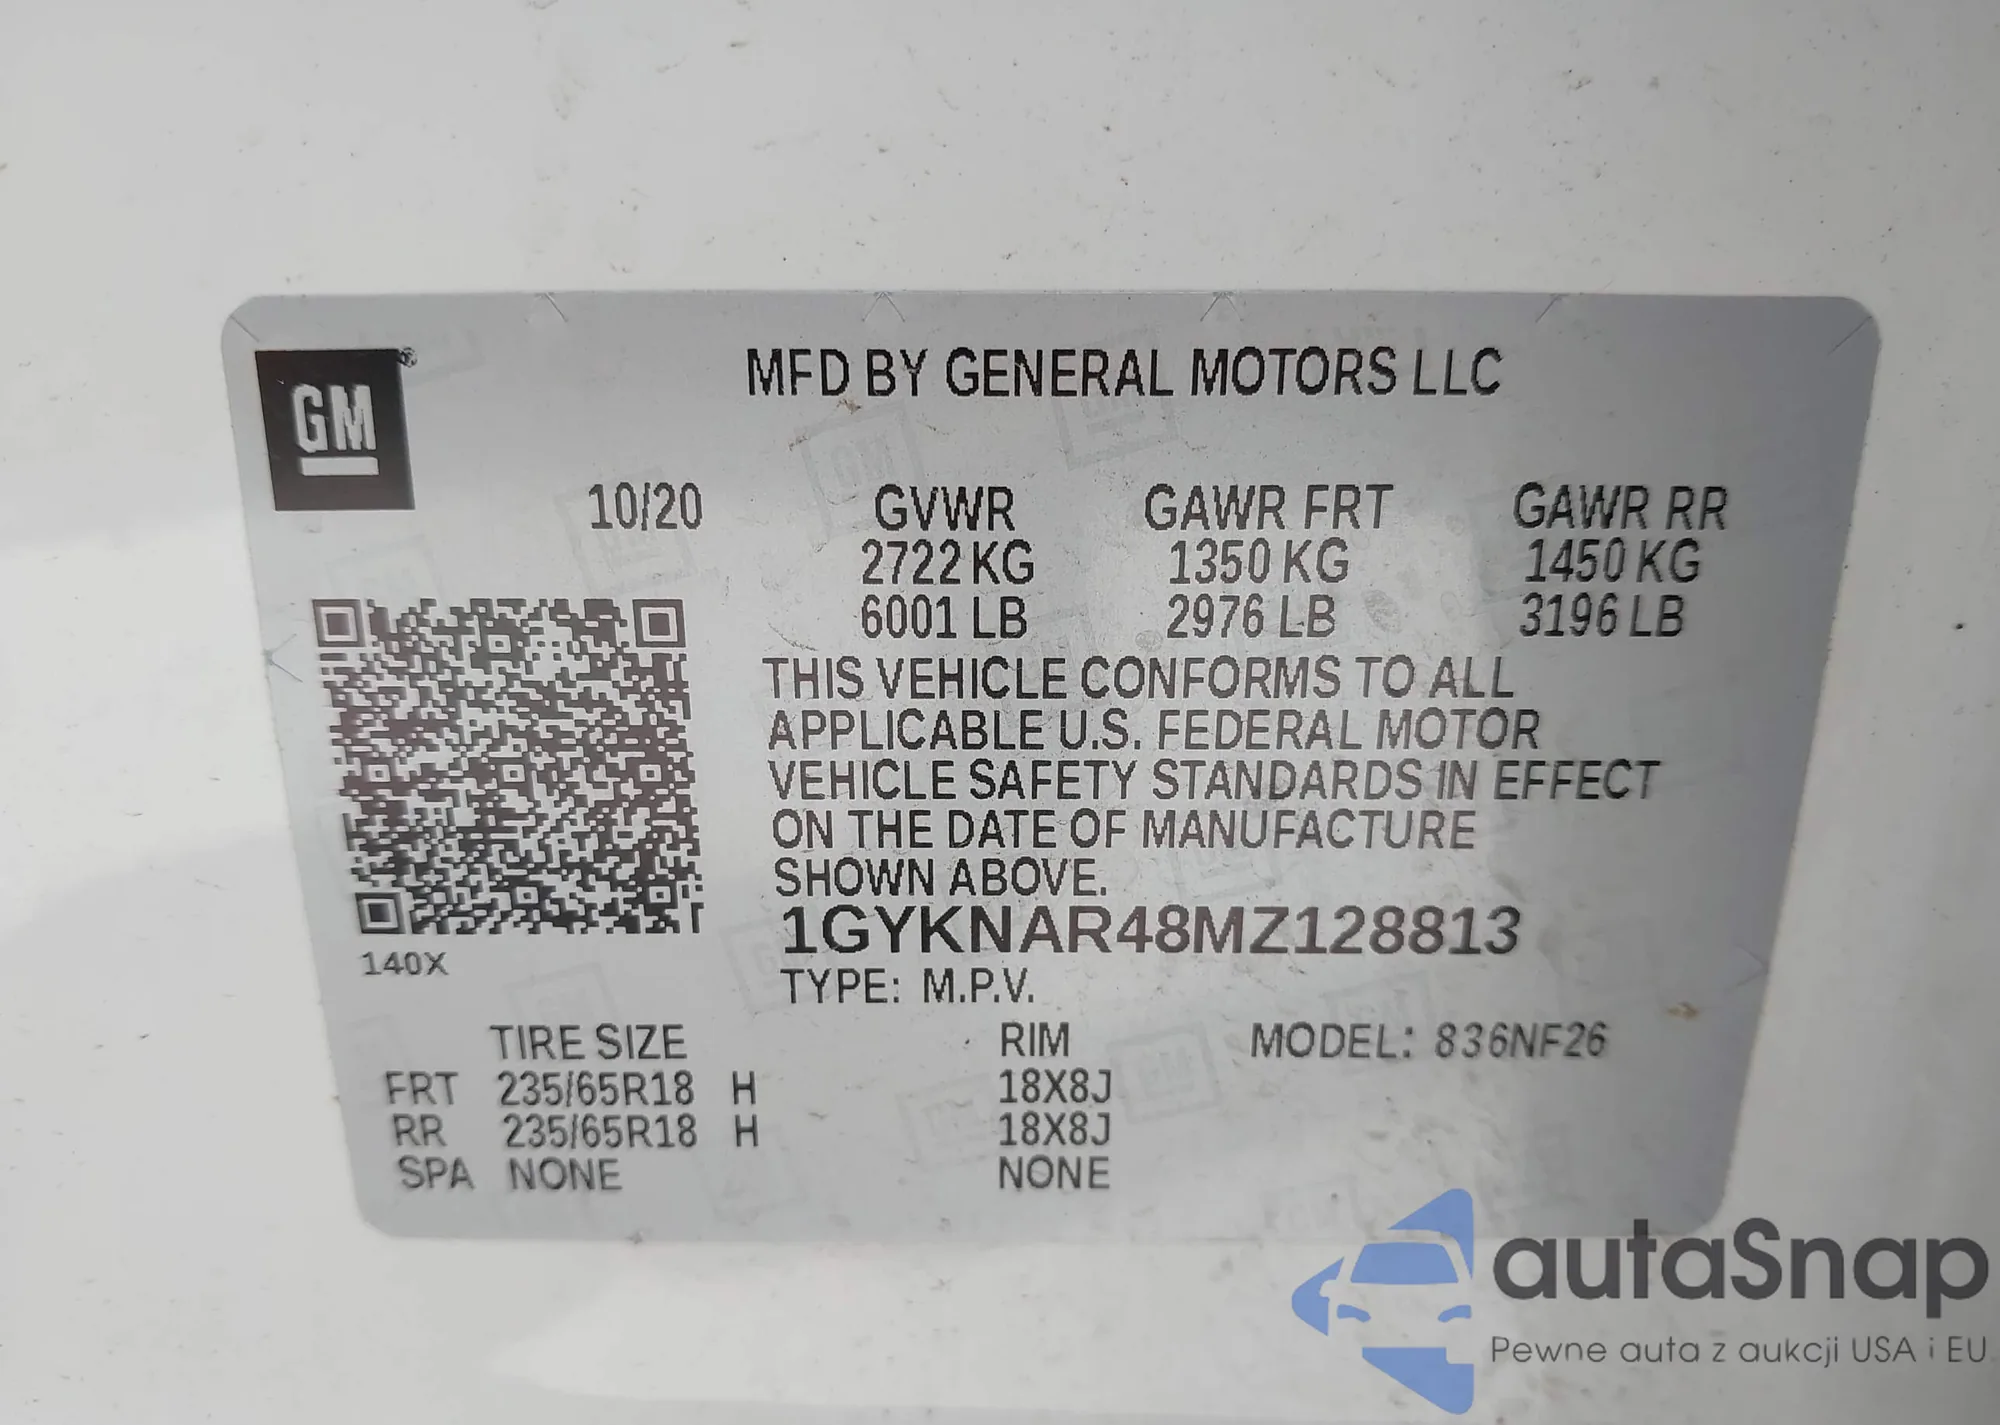 GM®
MFD BY GENERAL MOTORS LLC
10/20 GVWR GAWR FRT GAWR RR
2722 KG 1350 KG 1450 KG
6001 LB 2976 LB 3196 LB
THIS VEHICLE CONFORMS TO ALL
APPLICABLE U.S. FEDERAL MOTOR
VEHICLE SAFETY STANDARDS IN EFFECT
ON THE DATE OF MANUFACTURE
SHOWN ABOVE.
1GYKNAR48MZ128813
140X
TYPE: M.P.V.
TIRE SIZE RIM MODEL: 836NF26
FRT 235/65R18 H 18X8J
RR 235/65R18 H 18X8J
SPA NONE NONE
autaSnap
Pewne auta z aukcji USA i EU